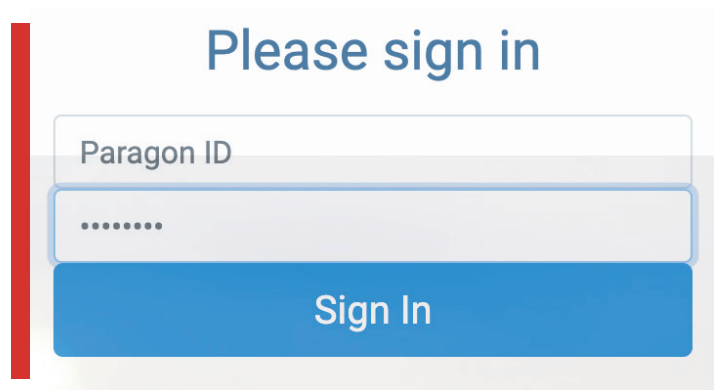 Please sign in
Paragon ID
••••••••
Sign In